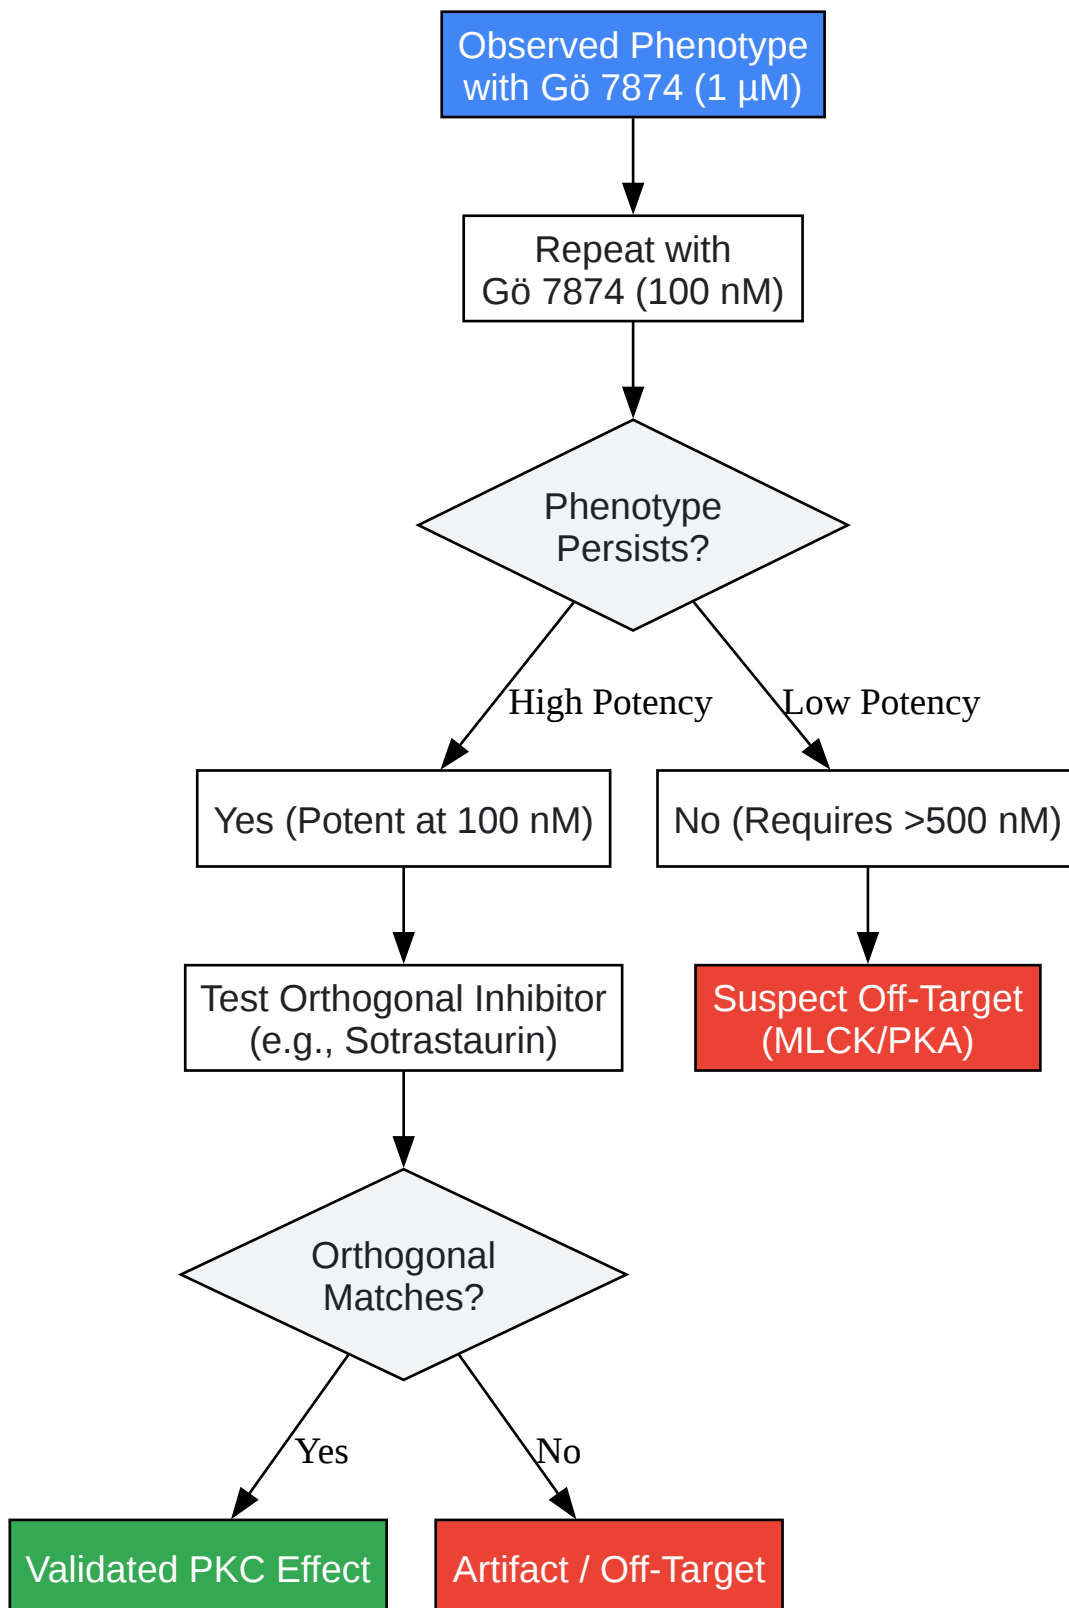 Observed Phenotype
with Gö 7874 (1 µM)
Repeat with
Gö 7874 (100 nM)
Phenotype
Persists?
High Potency
Low Potency
Yes (Potent at 100 nM)
No (Requires >500 nM)
Test Orthogonal Inhibitor
(e.g., Sotrastaurin)
Suspect Off-Target
(MLCK/PKA)
Orthogonal
Matches?
Yes
No
Validated PKC Effect
Artifact / Off-Target